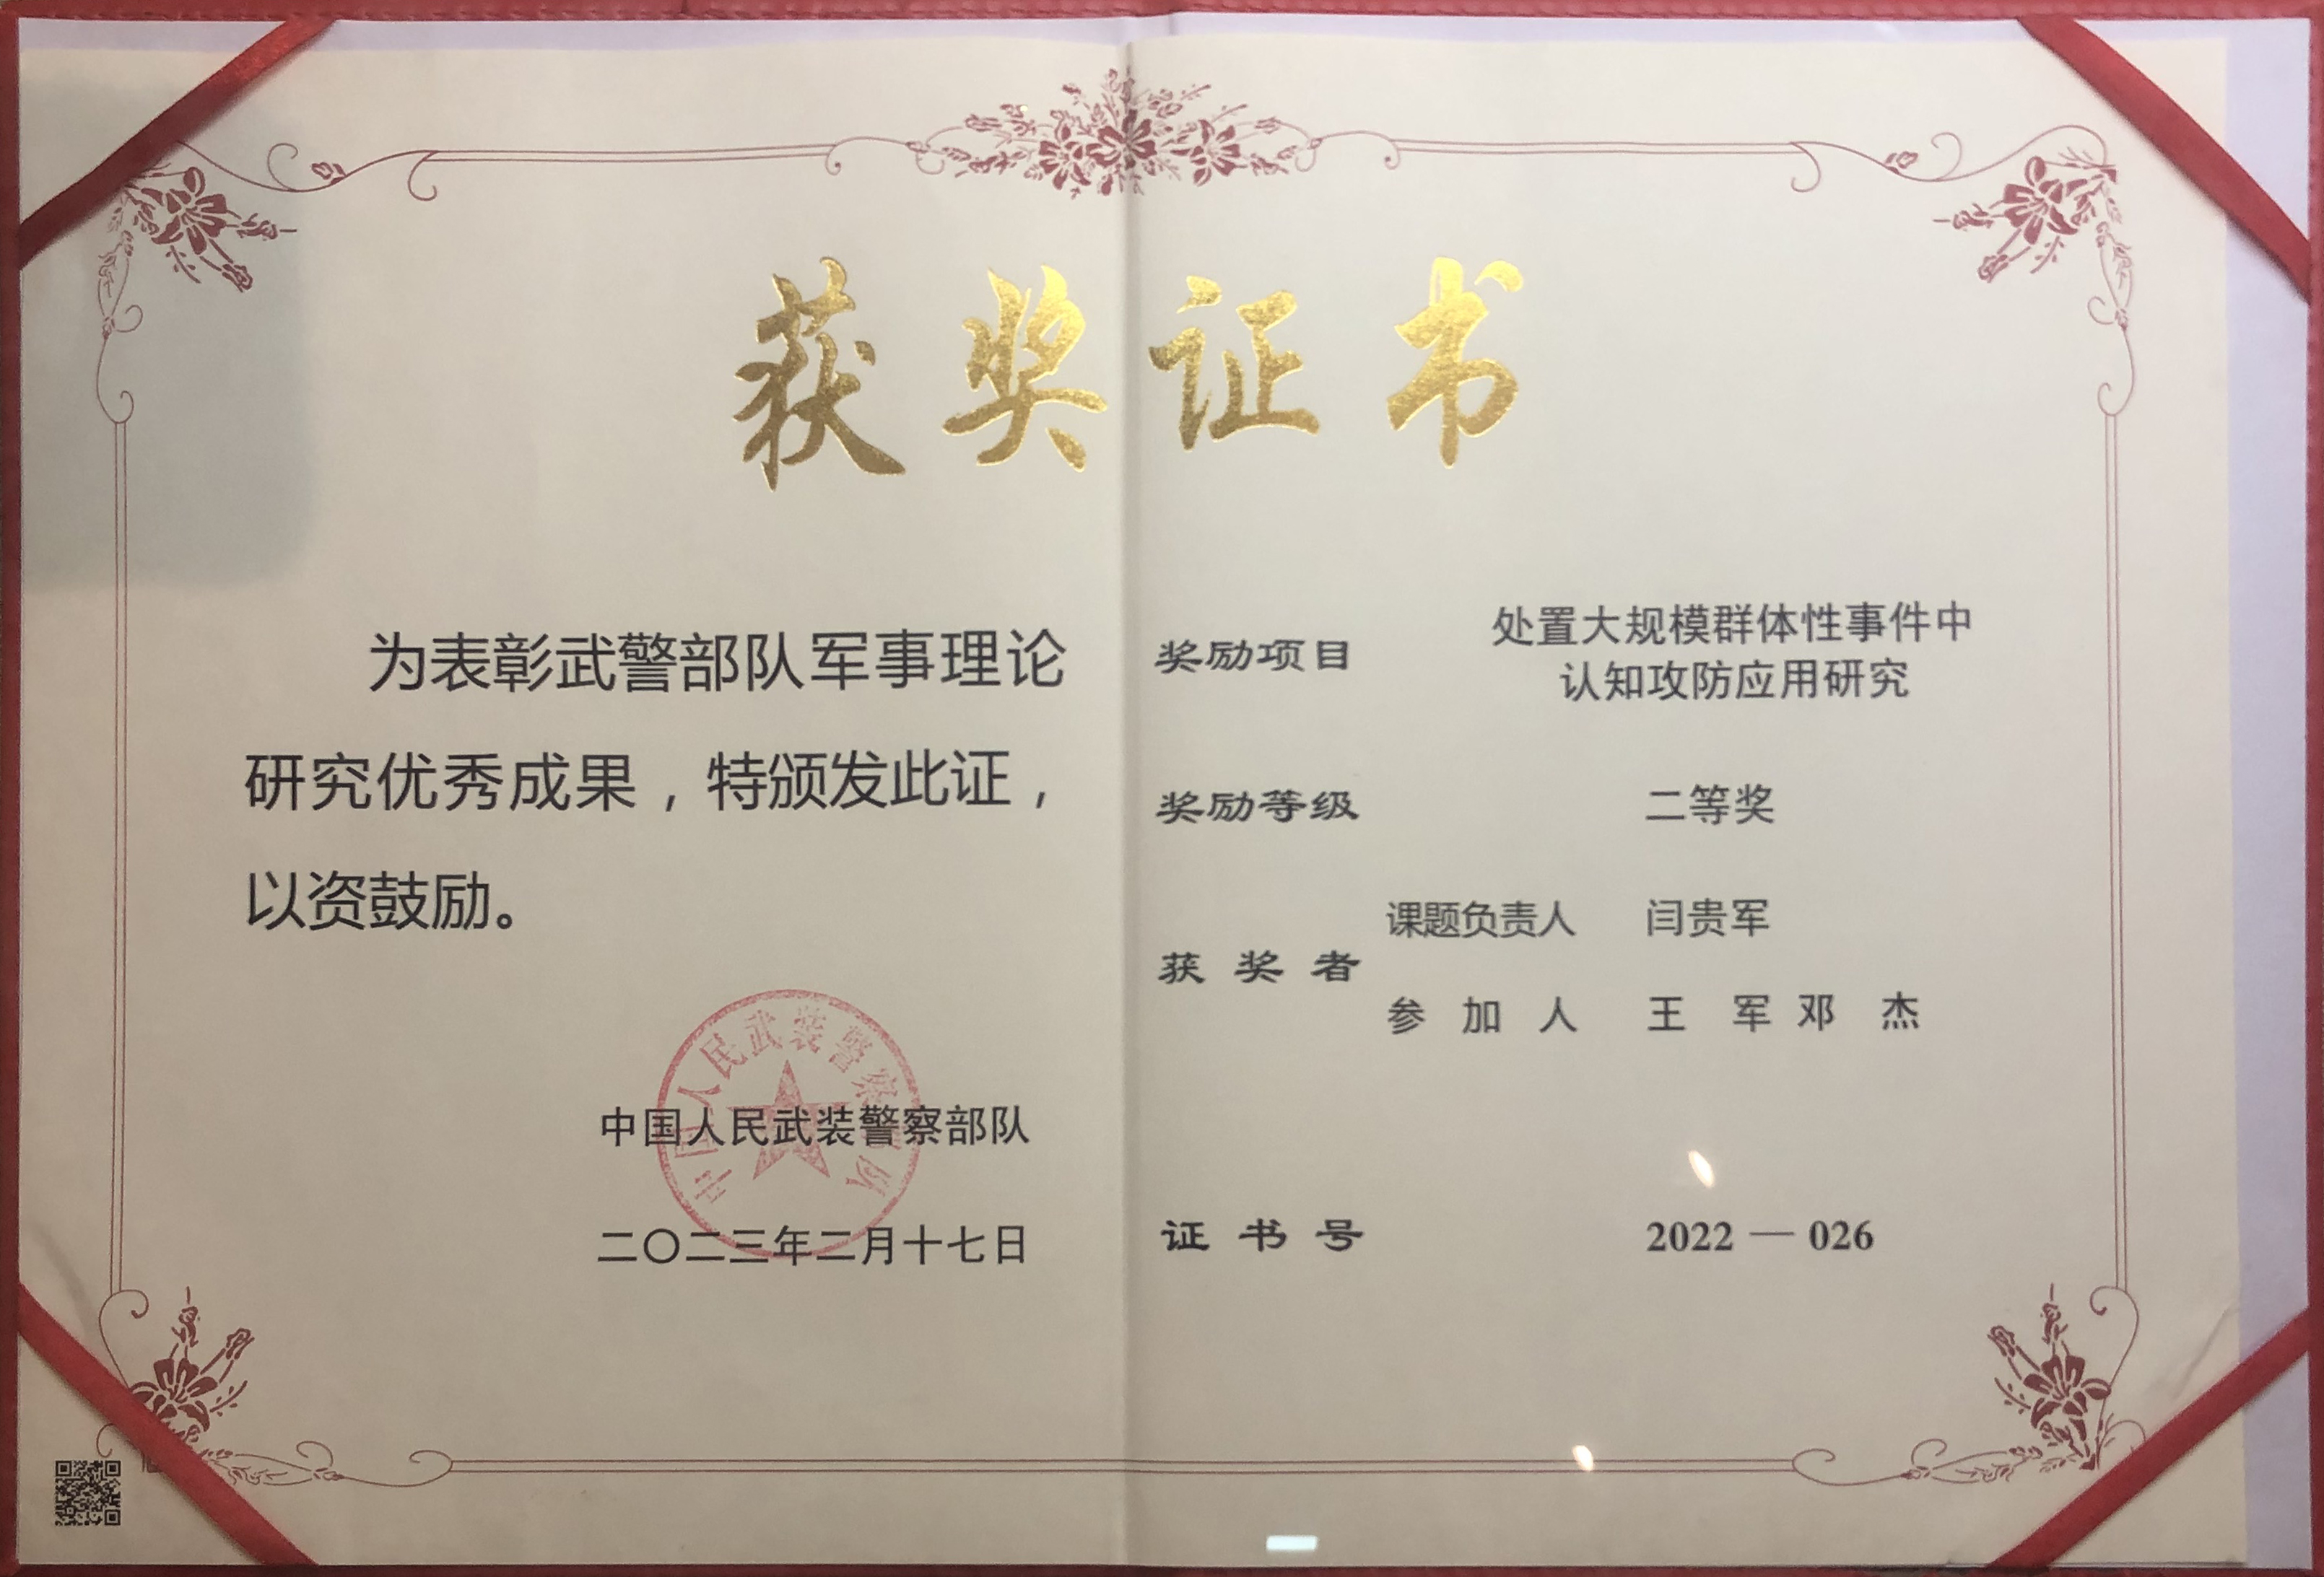 获奖证书
为表彰武警部队军事理论
研究优秀成果，特颁发此证，
以资鼓励。
中国人民武装警察部队
中国人民武装警察部队
二〇二三年二月十七日
奖励项目 处置大规模群体性事件中
认知攻防应用研究
奖励等级 二等奖
获奖者
课题负责人 闫贵军
参加人 王军 邓杰
证书号 2022—026